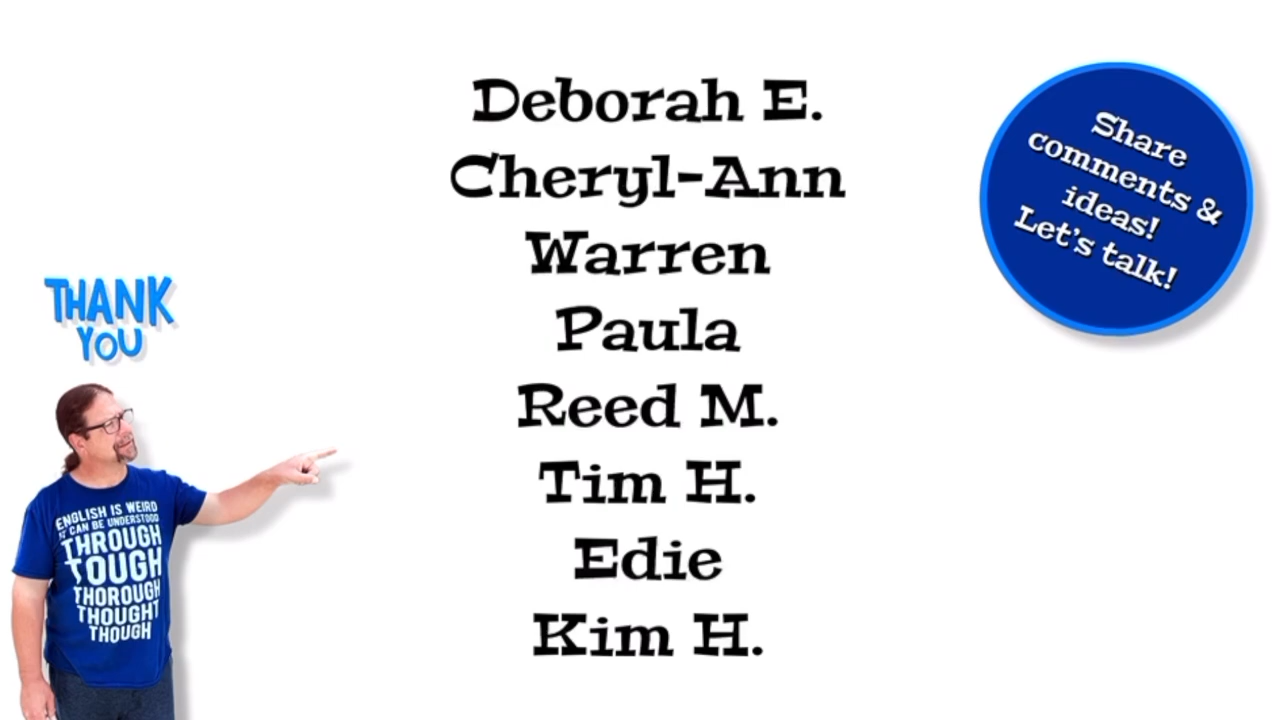 Deborah E.
Cheryl-Ann
Warren
Paula
Reed M.
Tim H.
Edie
Kim H.
Share
comments &
ideas!
Let's talk!
THANK
YOU
ENGLISH IS WEIRD
IT CAN BE UNDERSTOOD
THROUGH
TOUGH
THOROUGH
THOUGHT
THOUGH